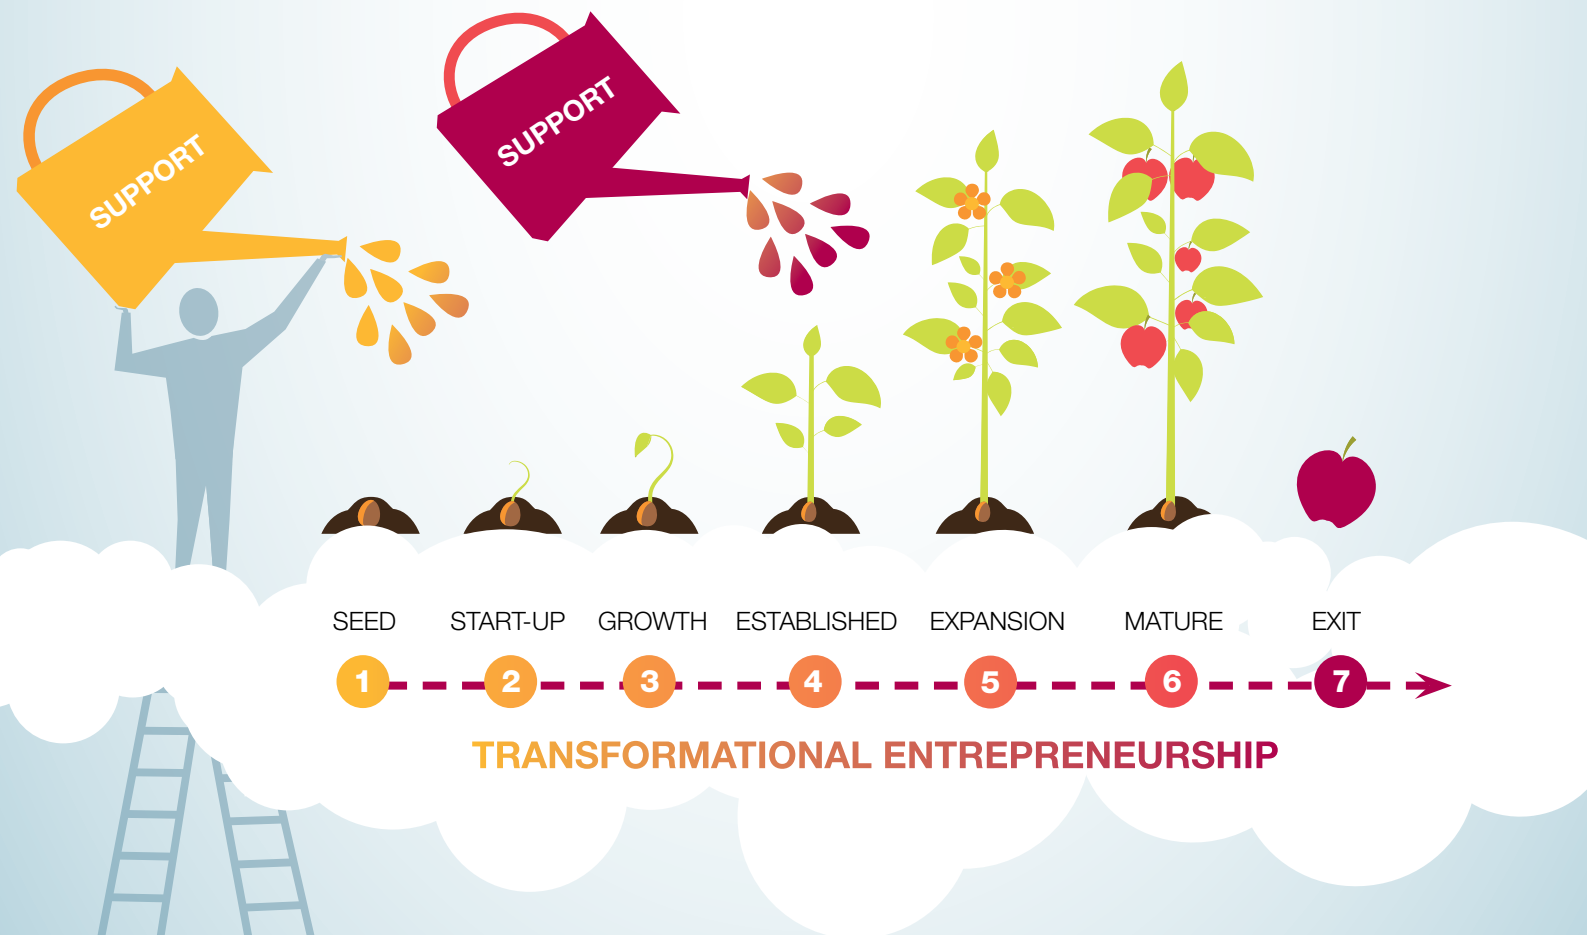 SUPPORT
SUPPORT
SEED START-UP GROWTH ESTABLISHED EXPANSION MATURE EXIT
1 2 3 4 5 6 7
TRANSFORMATIONAL ENTREPRENEURSHIP